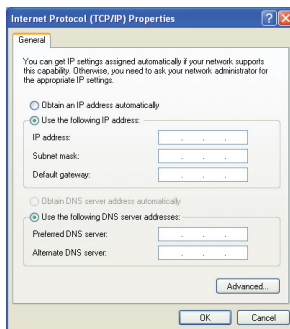 Internet Protocol (TCP/IP) Properties
General
You can get IP settings assigned automatically if your network supports
this capability. Otherwise, you need to ask your network administrator for
the appropriate IP settings.
Obtain an IP address automatically
Use the following IP address:
IP address:
Subnet mask:
Default gateway:
Obtain DNS server address automatically
Use the following DNS server addresses:
Preferred DNS server:
Alternate DNS server:
Advanced...
OK
Cancel